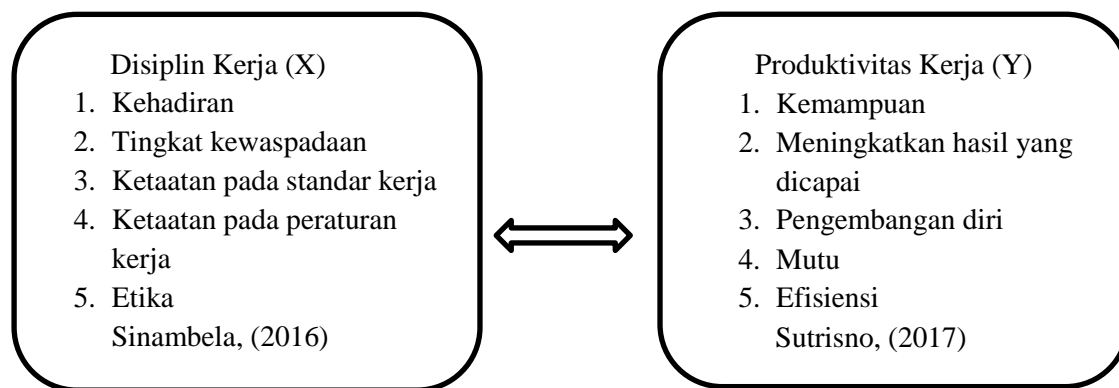 Disiplin Kerja (X)
1. Kehadiran
2. Tingkat kewaspadaan
3. Ketaatan pada standar kerja
4. Ketaatan pada peraturan
kerja
5. Etika
Sinambela, (2016)
Produktivitas Kerja (Y)
1. Kemampuan
2. Meningkatkan hasil yang
dicapai
3. Pengembangan diri
4. Mutu
5. Efisiensi
Sutrisno, (2017)